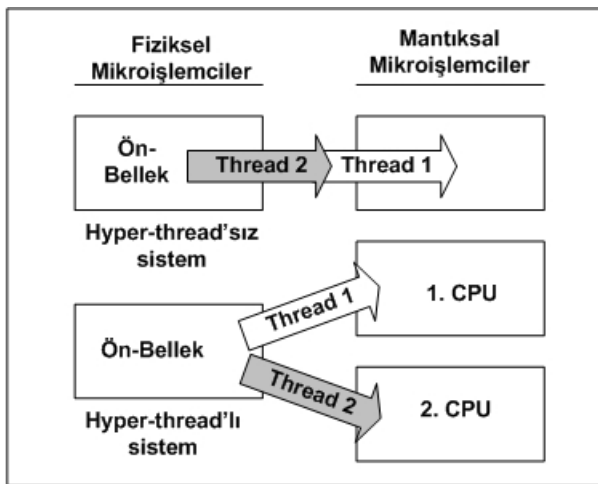 Fiziksel
Mikroişlemciler
Mantıksal
Mikroişlemciler
Ön-
Bellek
Thread 2
Thread 1
Hyper-thread’sız
sistem
Thread 1
1. CPU
Ön-Bellek
Thread 2
2. CPU
Hyper-thread’lı
sistem